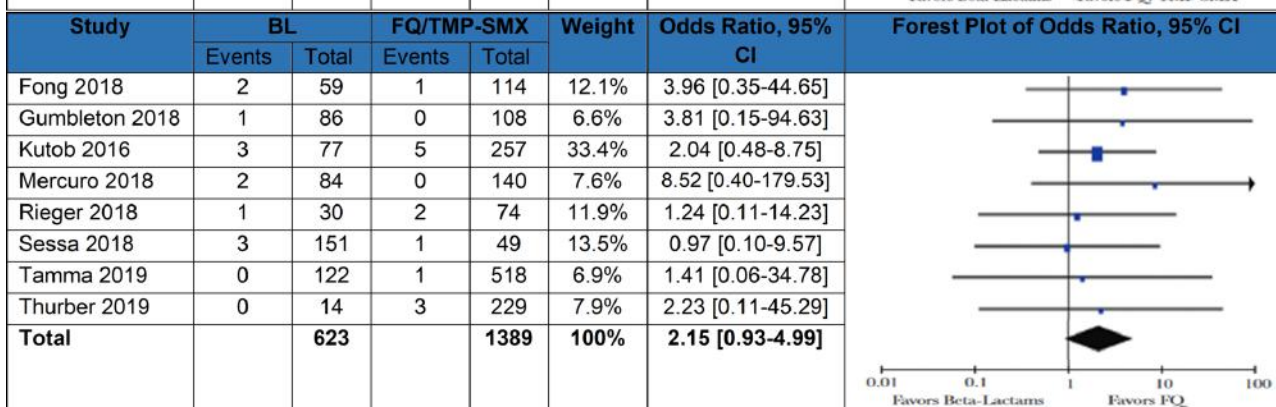 Study BL FQ/TMP-SMX Weight Odds Ratio, 95% CI Forest Plot of Odds Ratio, 95% CI
Events Total Events Total
Fong 2018 2 59 1 114 12.1% 3.96 [0.35-44.65]
Gumbleton 2018 1 86 0 108 6.6% 3.81 [0.15-94.63]
Kutob 2016 3 77 5 257 33.4% 2.04 [0.48-8.75]
Mercuro 2018 2 84 0 140 7.6% 8.52 [0.40-179.53]
Rieger 2018 1 30 2 74 11.9% 1.24 [0.11-14.23]
Sessa 2018 3 151 1 49 13.5% 0.97 [0.10-9.57]
Tamma 2019 0 122 1 518 6.9% 1.41 [0.06-34.78]
Thurber 2019 0 14 3 229 7.9% 2.23 [0.11-45.29]
Total 623 1389 100% 2.15 [0.93-4.99]
0.01 0.1 1 10 100
Favors Beta-Lactams Favors FQ